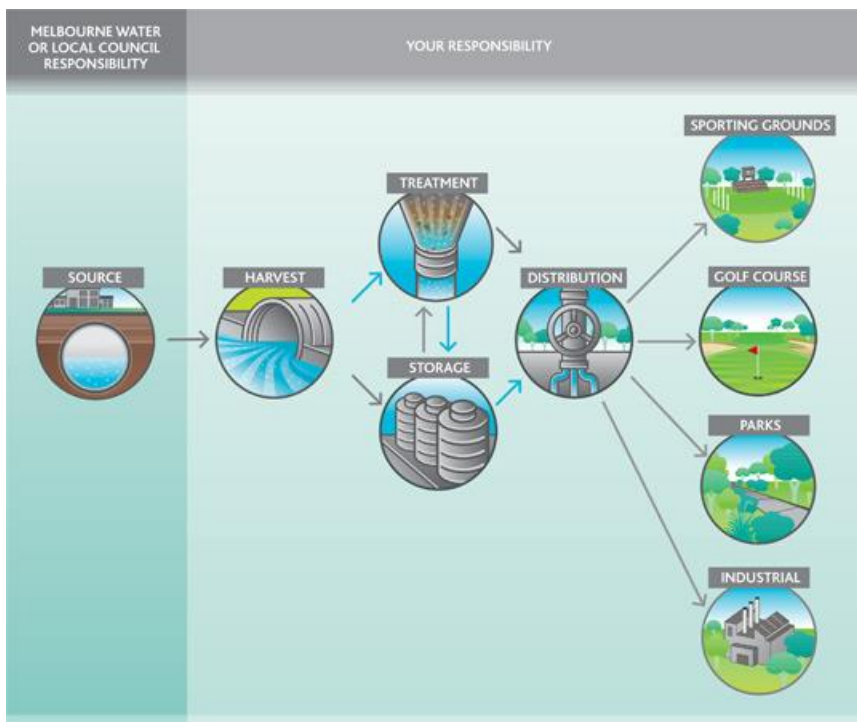 MELBOURNE WATER
OR LOCAL COUNCIL
RESPONSIBILITY
YOUR RESPONSIBILITY
SOURCE
HARVEST
TREATMENT
STORAGE
DISTRIBUTION
SPORTING GROUNDS
GOLF COURSE
PARKS
INDUSTRIAL